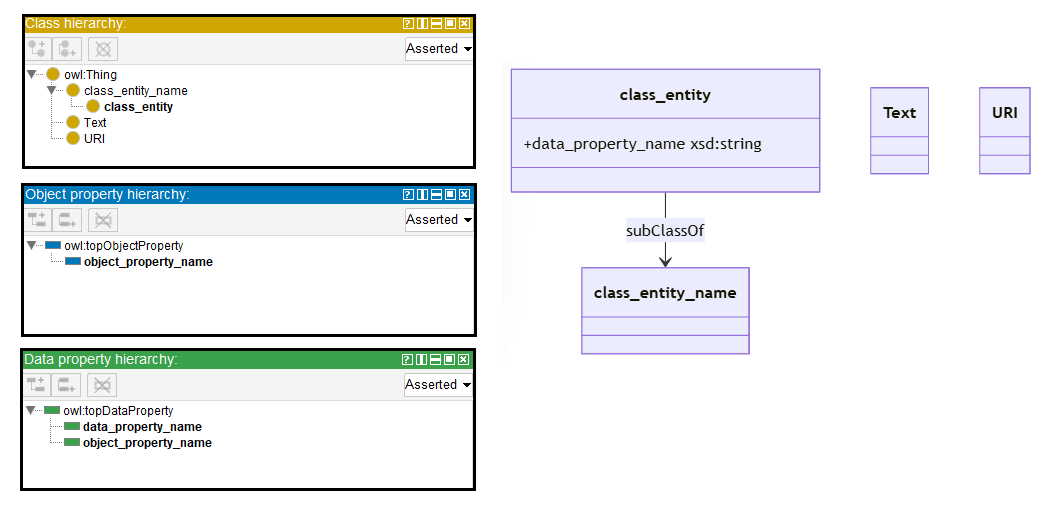 Class hierarchy:
Asserted
owl:Thing
class_entity_name
class_entity
Text
URI
Object property hierarchy:
Asserted
owl:topObjectProperty
object_property_name
Data property hierarchy:
Asserted
owl:topDataProperty
data_property_name
object_property_name
class_entity
+data_property_name xsd:string
subClassOf
class_entity_name
Text
URI